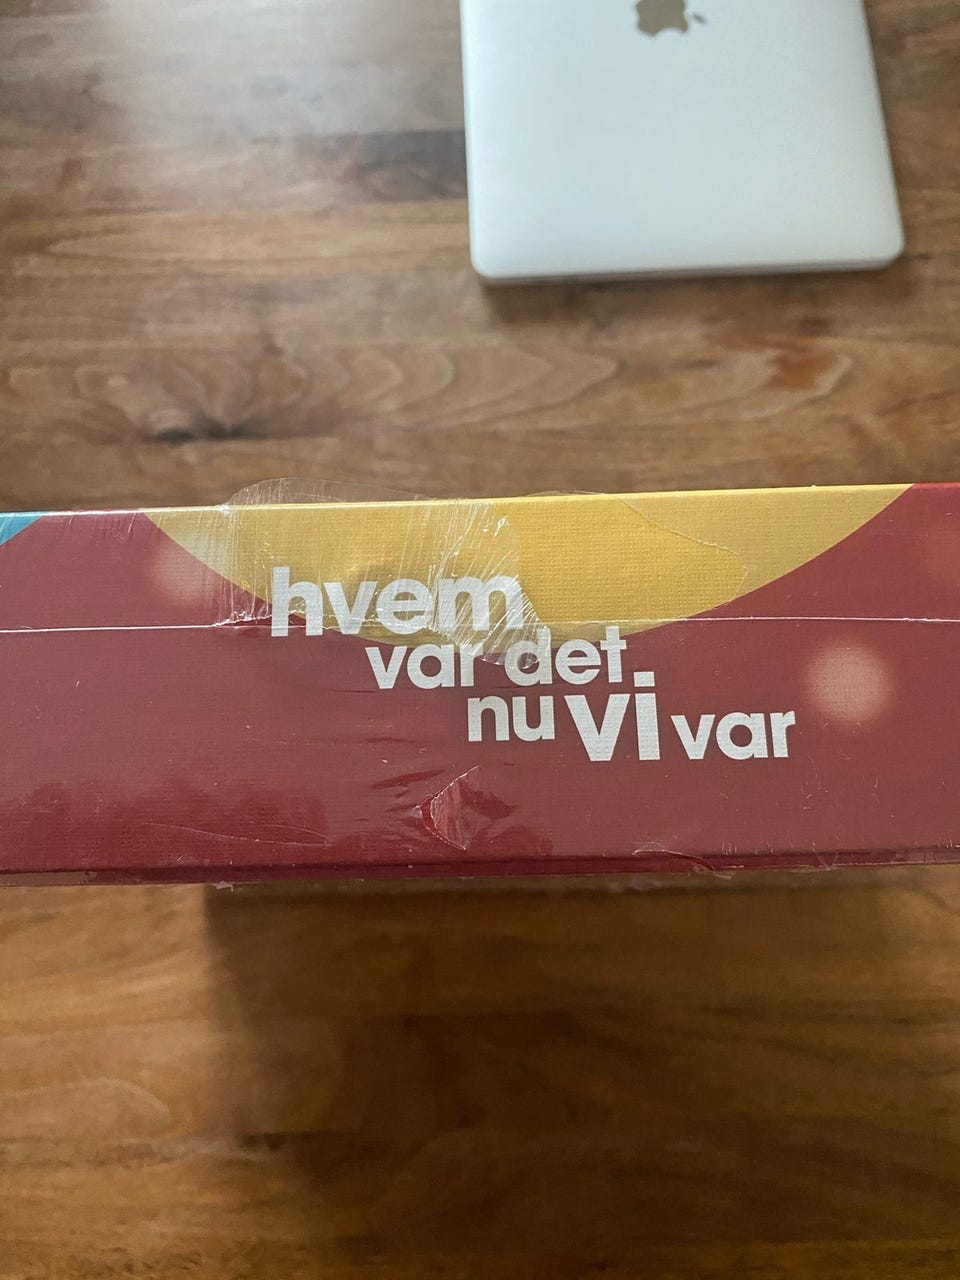 hvem
var det
nu vi var